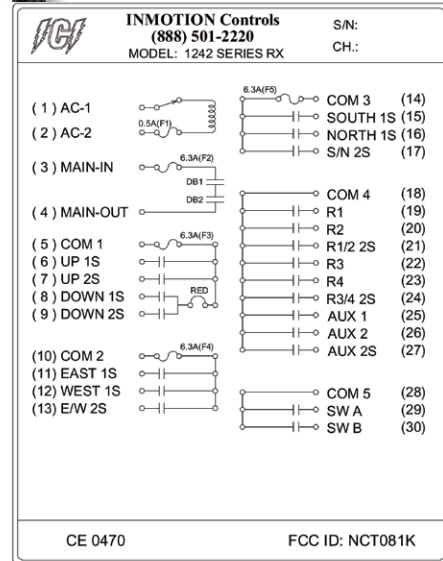 ICI
INMOTION Controls
(888) 501-2220
MODEL: 1242 SERIES RX
S/N:
CH.:
(1) AC-1
(2) AC-2
0.5A(F1)
(3) MAIN-IN
6.3A(F2)
DB1
DB2
(4) MAIN-OUT
(5) COM 1
6.3A(F3)
(6) UP 1S
(7) UP 2S
(8) DOWN 1S
RED
(9) DOWN 2S
(10) COM 2
6.3A(F4)
(11) EAST 1S
(12) WEST 1S
(13) E/W 2S
6.3A(F5)
COM 3 (14)
SOUTH 1S (15)
NORTH 1S (16)
S/N 2S (17)
COM 4 (18)
R1 (19)
R2 (20)
R1/2 2S (21)
R3 (22)
R4 (23)
R3/4 2S (24)
AUX 1 (25)
AUX 2 (26)
AUX 2S (27)
COM 5 (28)
SW A (29)
SW B (30)
CE 0470
FCC ID: NCT081K